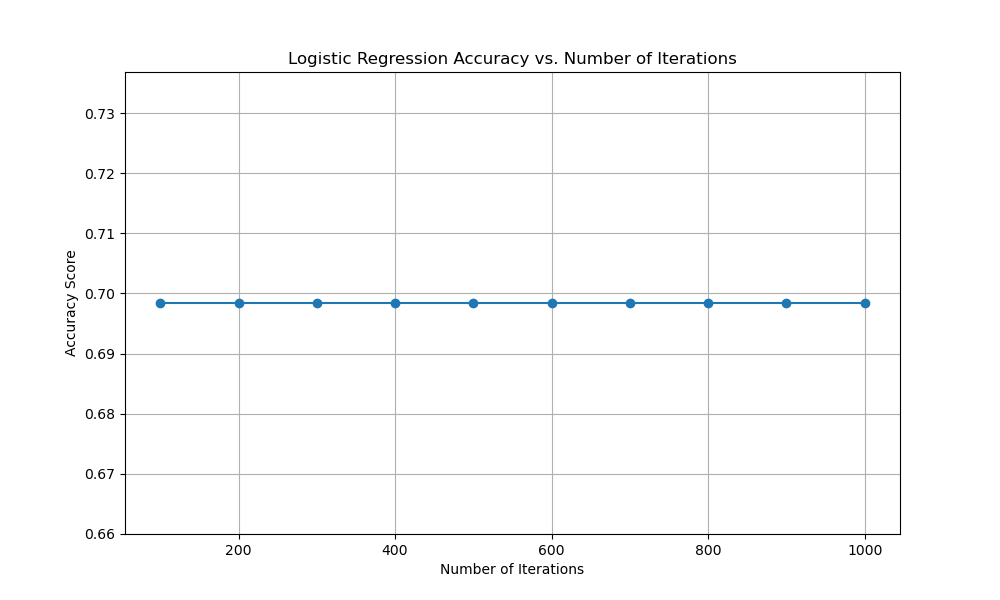 Logistic Regression Accuracy vs. Number of Iterations
0.73
0.72
0.71
0.70
0.69
0.68
0.67
0.66
Accuracy Score
200 400 600 800 1000
Number of Iterations